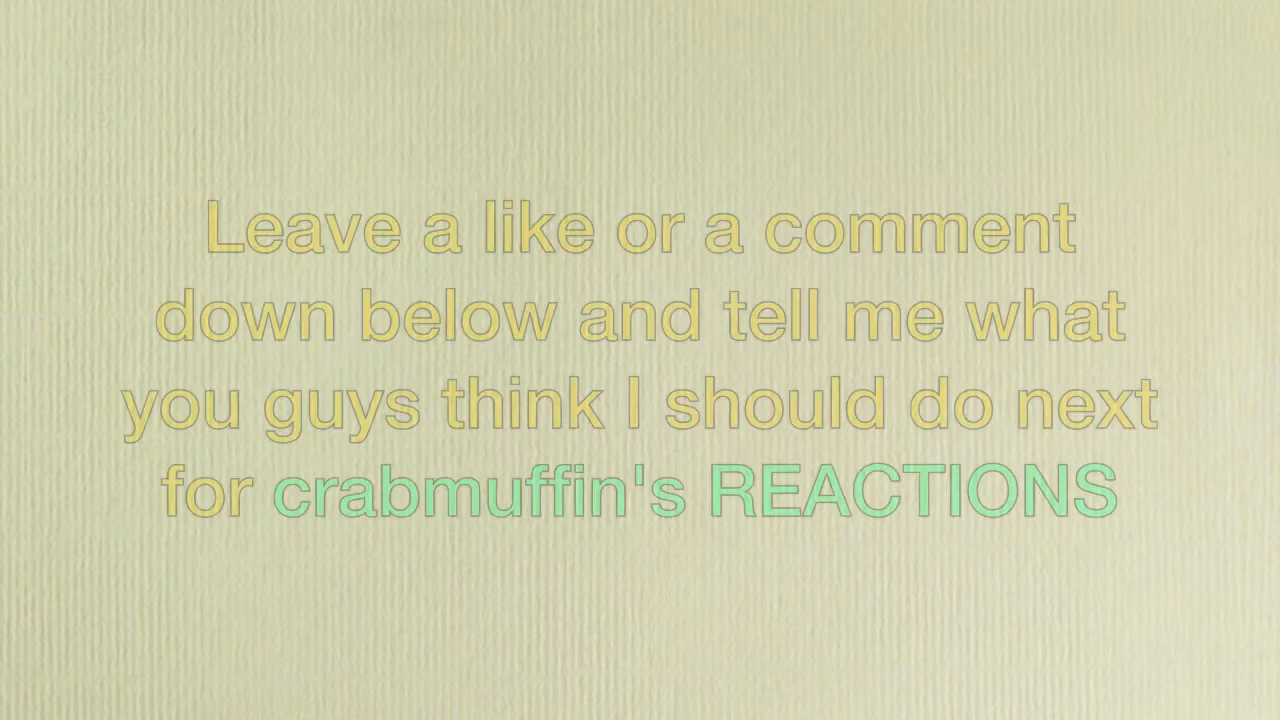 Leave a like or a comment
down below and tell me what
you guys think I should do next
for crabmuffin's REACTIONS